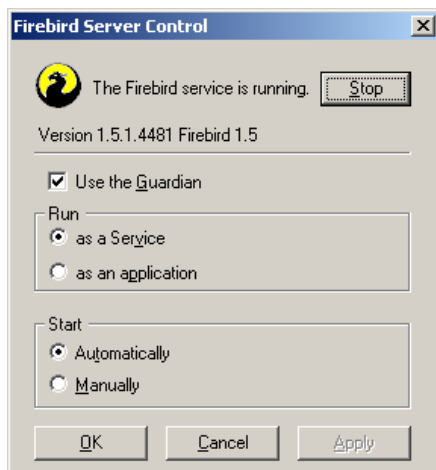 Firebird Server Control
The Firebird service is running. Stop
Version 1.5.1.4481 Firebird 1.5
Use the Guardian
Run
as a Service
as an application
Start
Automatically
Manually
OK Cancel Apply